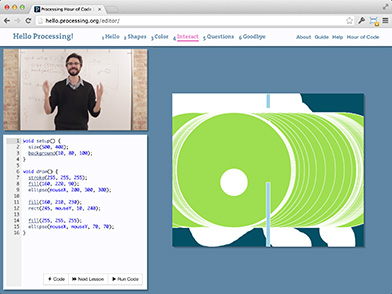 Processing Hour of Code
hello.processing.org/editor/
Hello Processing!
1 Hello 2 Shapes 3 Color 4 Interact 5 Questions 6 Goodbye
About Guide Help Hour of Code
1 void setup() {
2 size(500, 400);
3 background(10, 80, 100);
4 }
5
6 void draw() {
7 stroke(255, 255, 255);
8 fill(160, 220, 90);
9 ellipse(mouseX, 200, 300, 300);
10
11 fill(160, 210, 230);
12 rect(245, mouseY, 10, 240);
13
14 fill(255, 255, 255);
15 ellipse(mouseX, mouseY, 70, 70);
16 }
+ Code Next Lesson Run Code